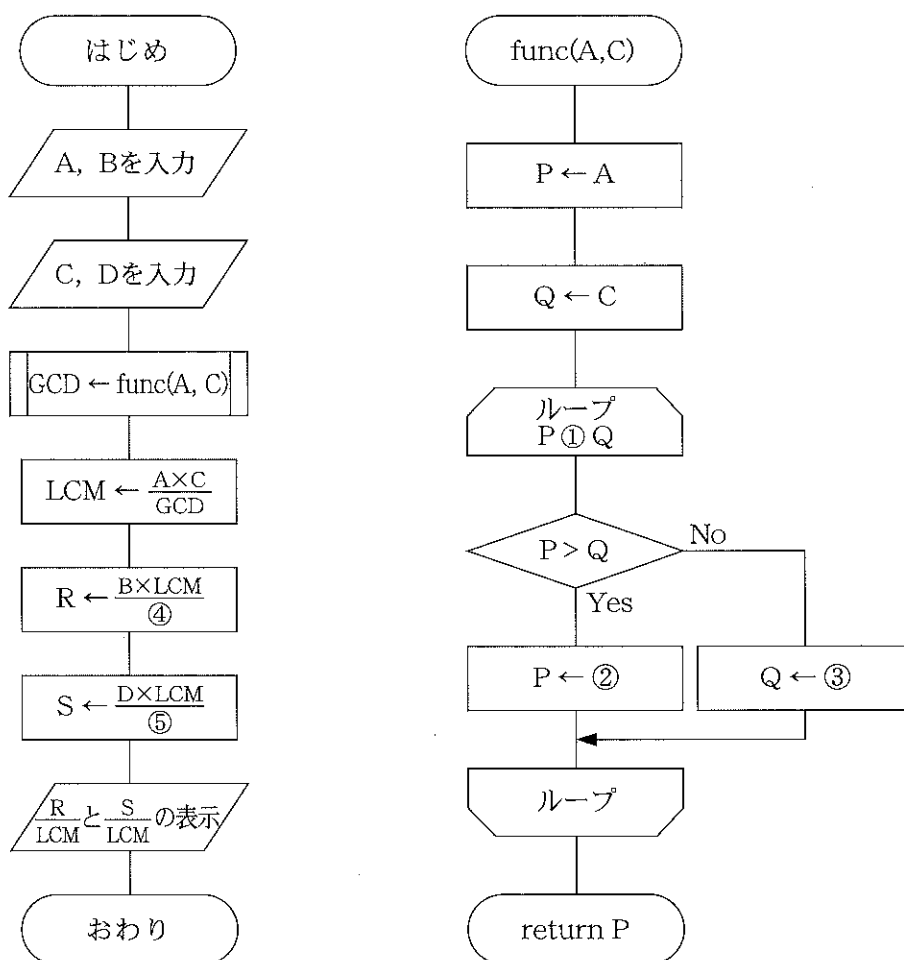 はじめ
A, Bを入力
C, Dを入力
GCD ← func(A, C)
LCM ← A×C
GCD
R ← B×LCM
④
S ← D×LCM
⑤
R
LCM と S
LCM の表示
おわり
func(A,C)
P ← A
Q ← C
ループ
P ① Q
P > Q
No
Yes
P ← ②
Q ← ③
ループ
return P